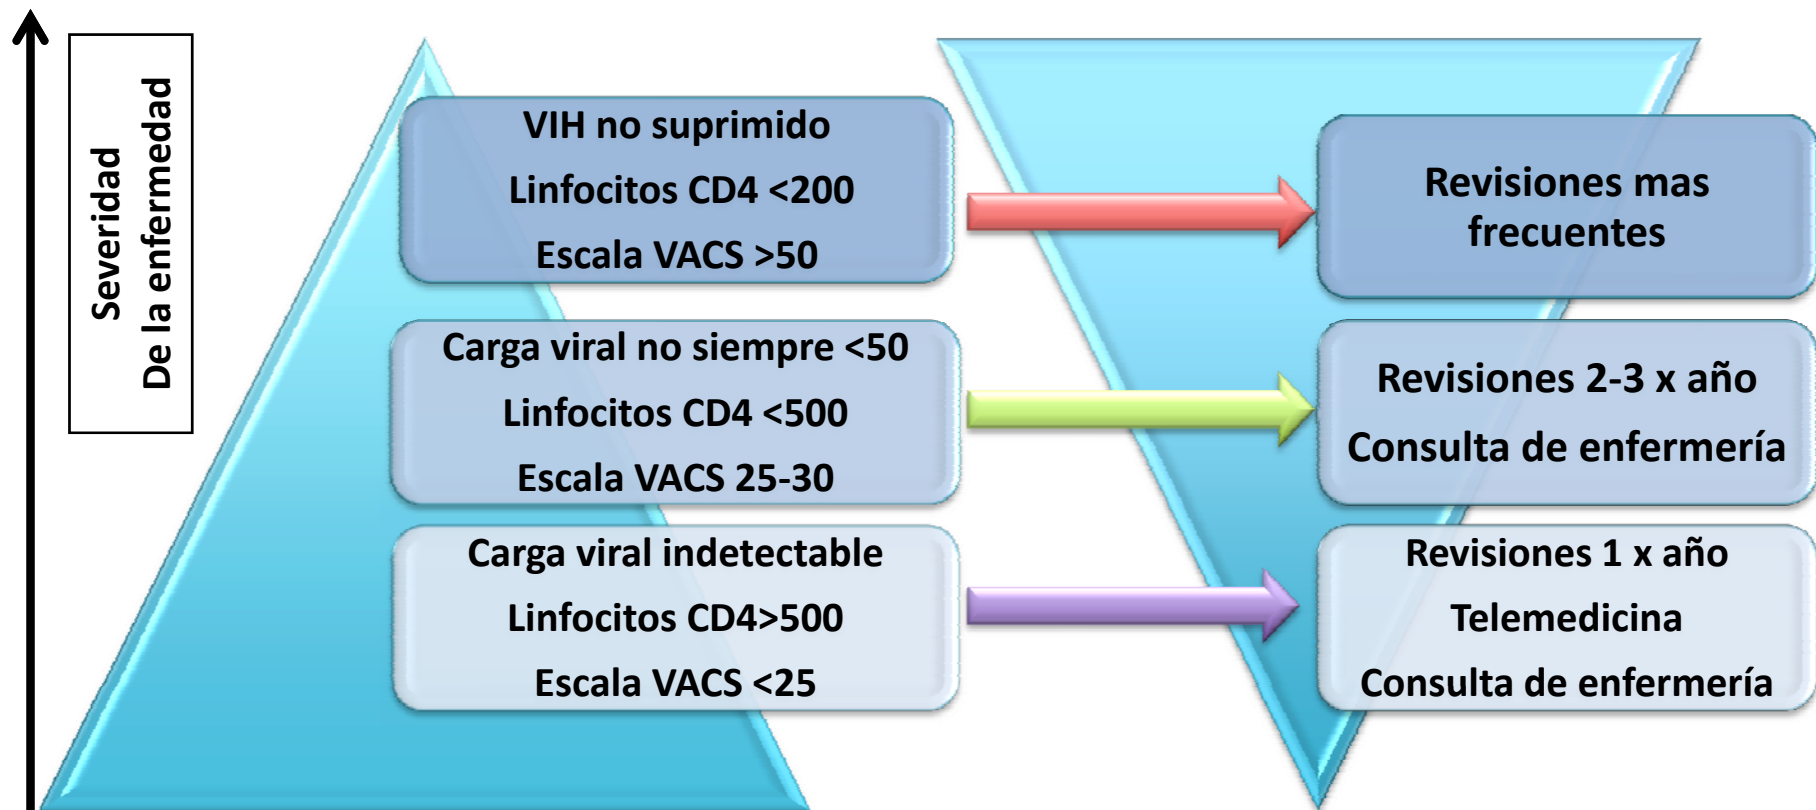 Severidad
De la enfermedad
VIH no suprimido
Linfocitos CD4 <200
Escala VACS >50
Revisiones mas
frecuentes
Carga viral no siempre <50
Linfocitos CD4 <500
Escala VACS 25-30
Revisiones 2-3 x año
Consulta de enfermería
Carga viral indetectable
Linfocitos CD4>500
Escala VACS <25
Revisiones 1 x año
Telemedicina
Consulta de enfermería